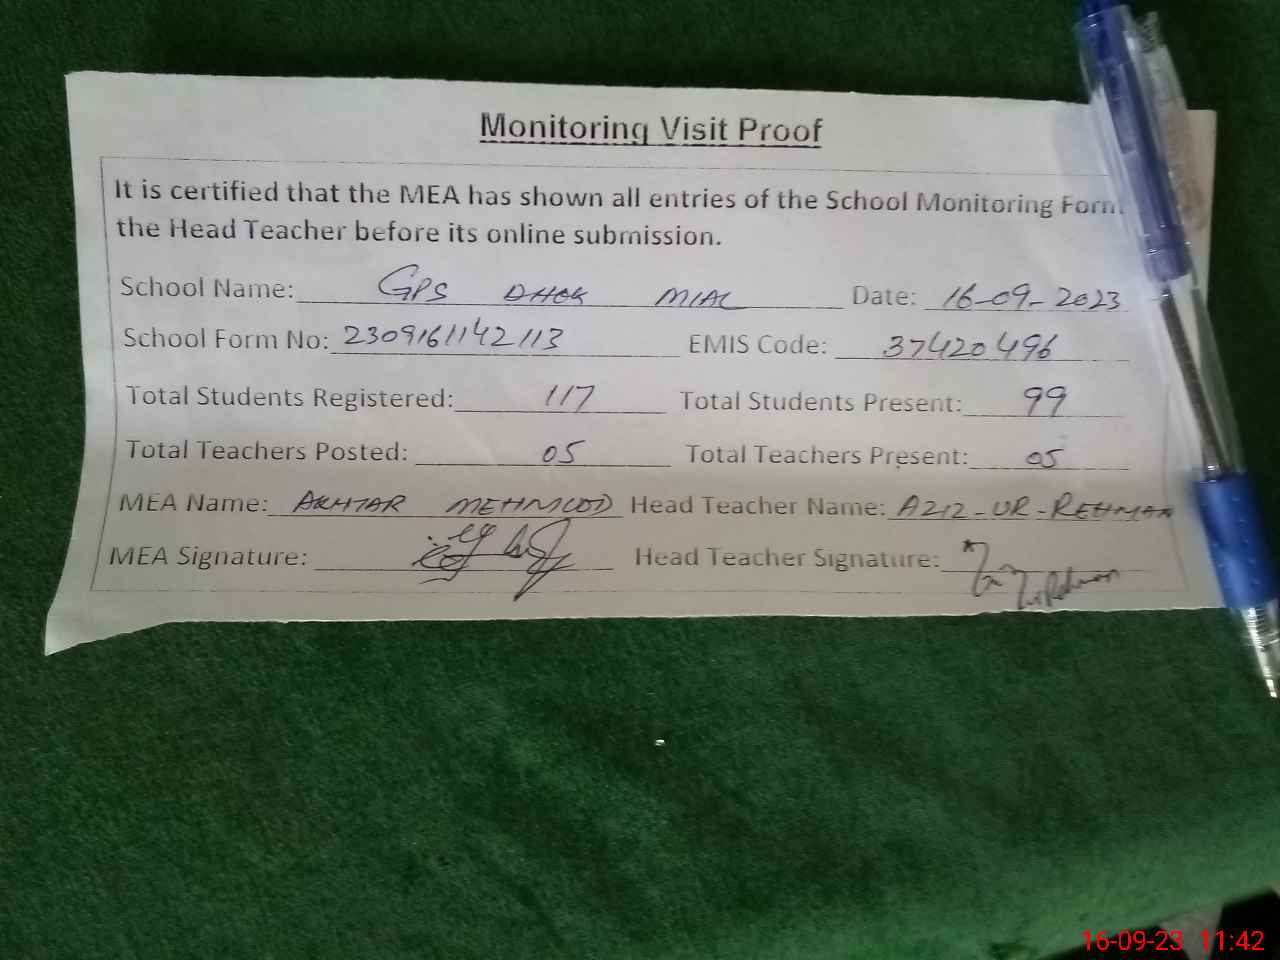 Monitoring Visit Proof
It is certified that the MEA has shown all entries of the School Monitoring Form
the Head Teacher before its online submission.
School Name: GPS DHOK MIAL Date: 16-09-2023
School Form No: 2309161142113 EMIS Code: 37420496
Total Students Registered: 117 Total Students Present: 99
Total Teachers Posted: 05 Total Teachers Present: 05
MEA Name: AKHTAR MEHMOOD Head Teacher Name: AZIZ-UR-REHMAN
MEA Signature: Head Teacher Signature:
16-09-23 11:42